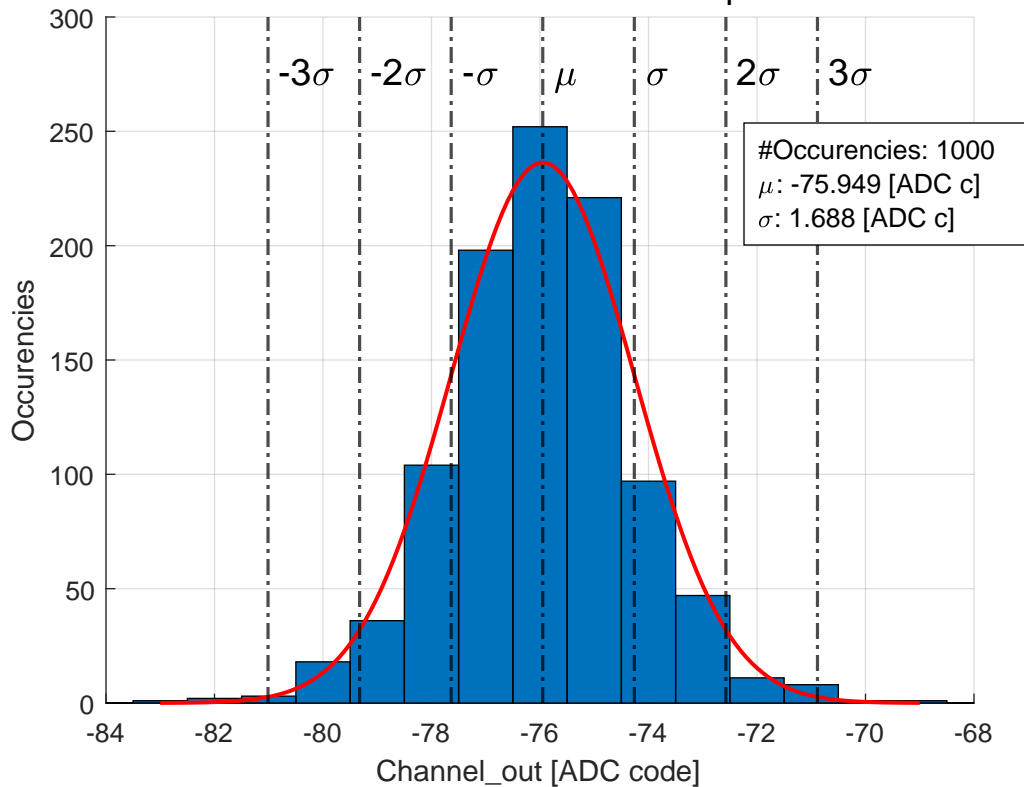 300
250
200
150
100
50
0
Occurencies
-3σ -2σ -σ μ σ 2σ 3σ
#Occurencies: 1000
μ: -75.949 [ADC c]
σ: 1.688 [ADC c]
-84 -82 -80 -78 -76 -74 -72 -70 -68
Channel_out [ADC code]